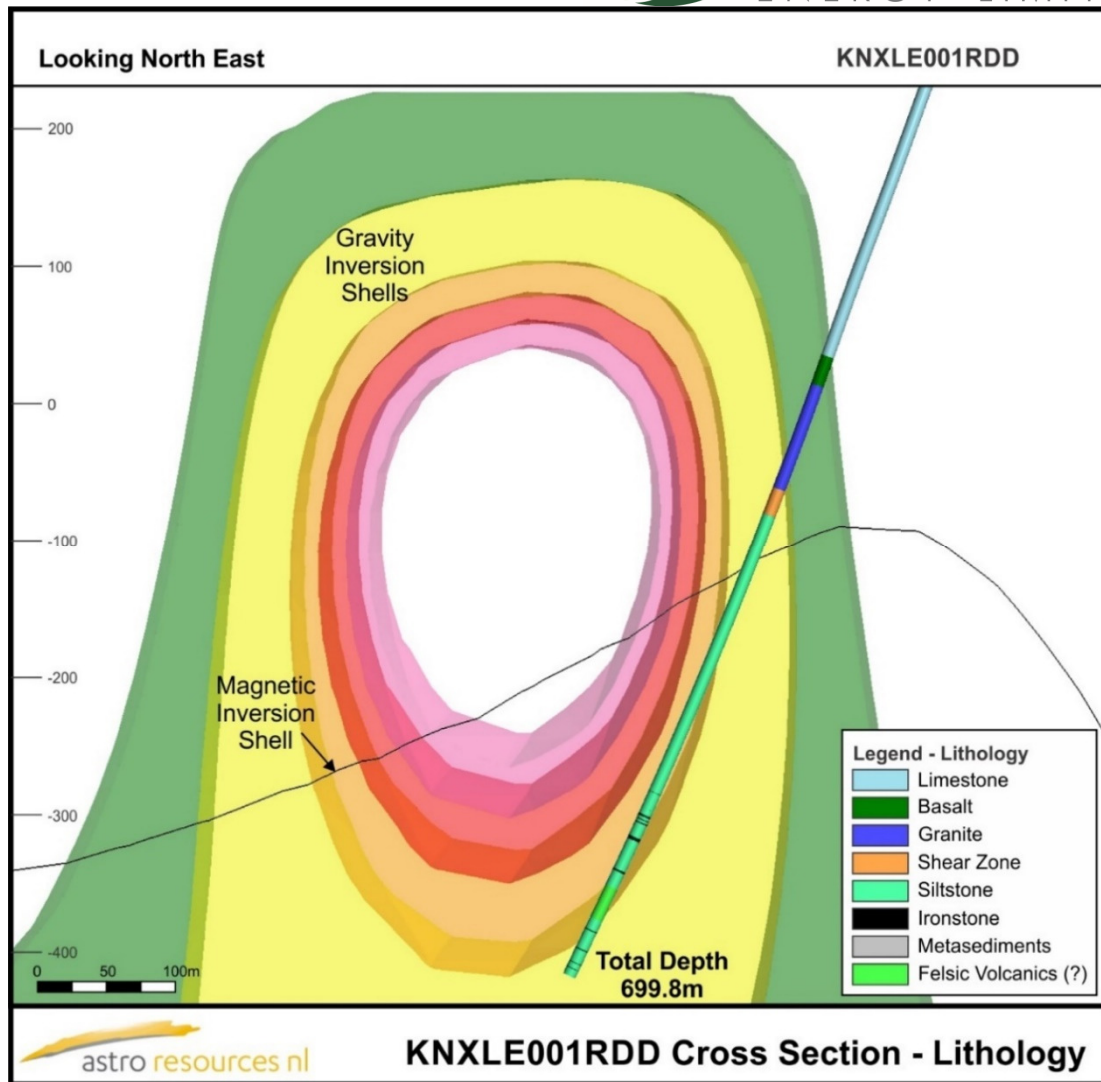 Looking North East
KNXLE001RDD
200
100
0
-100
-200
-300
-400
Gravity
Inversion
Shells
Magnetic
Inversion
Shell
Total Depth
699.8m
0 50 100m
Legend - Lithology
Limestone
Basalt
Granite
Shear Zone
Siltstone
Ironstone
Metasediments
Felsic Volcanics (?)
astro resources nl
KNXLE001RDD Cross Section - Lithology